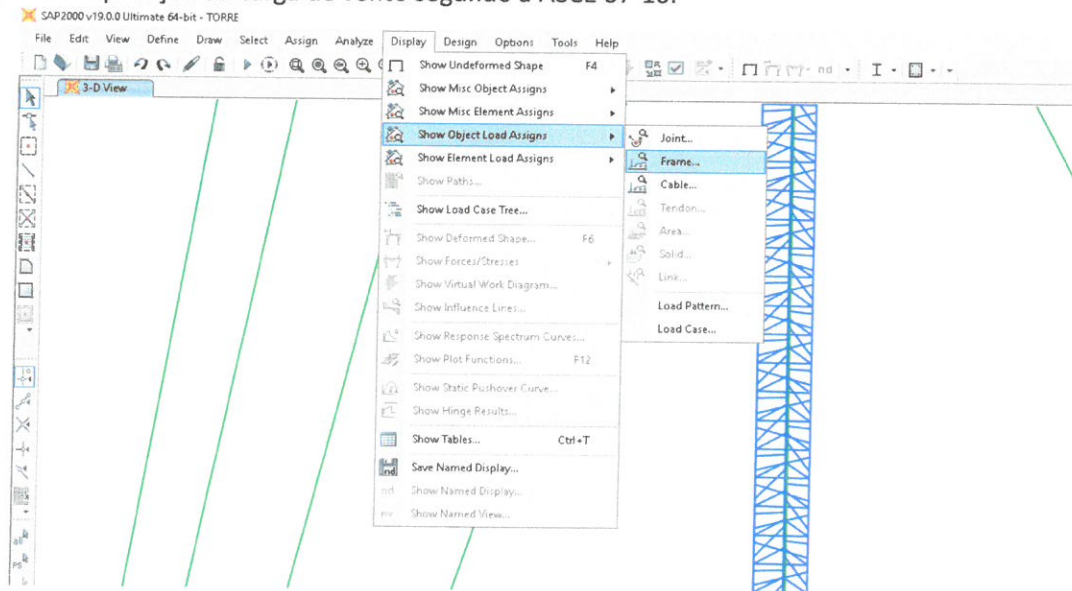 SAP2000 v19.0.0 Ultimate 64-bit - TORRE
File Edit View Define Draw Select Assign Analyze Display Design Options Tools Help
3-D View
Show Undeformed Shape F4
Show Misc Object Assigns
Show Misc Element Assigns
Show Object Load Assigns
Show Element Load Assigns
Show Paths...
Show Load Case Tree...
Show Deformed Shape... F6
Show Forces/Stresses
Show Virtual Work Diagram...
Show Influence Lines...
Show Response Spectrum Curves...
Show Plot Functions... F12
Show Static Pushover Curve...
Show Hinge Results...
Show Tables... Ctrl+T
Save Named Display...
nd Show Named Display...
nv Show Named View...
Joint...
Frame...
Cable...
Tendon...
Area...
Solid...
Link...
Load Pattern...
Load Case...
nd